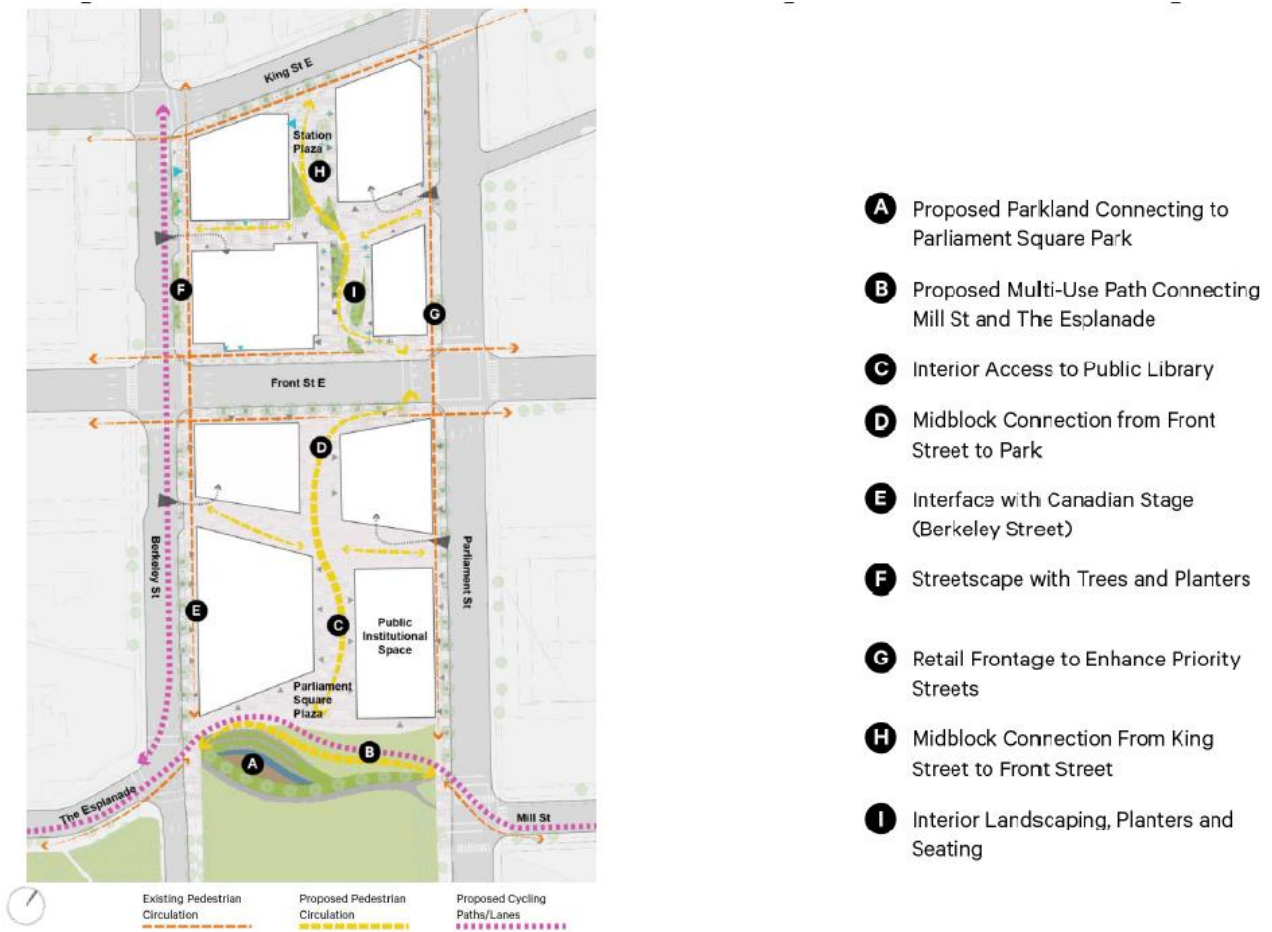 King St E
Station
Plaza
H
F
I
G
Front St E
D
Berkeley St
Parliament St
E
C
Public
Institutional
Space
Parliament
Square
Plaza
B
A
The Esplanade
Mill St
Existing Pedestrian
Circulation
Proposed Pedestrian
Circulation
Proposed Cycling
Paths/Lanes
A Proposed Parkland Connecting to
Parliament Square Park
B Proposed Multi-Use Path Connecting
Mill St and The Esplanade
C Interior Access to Public Library
D Midblock Connection from Front
Street to Park
E Interface with Canadian Stage
(Berkeley Street)
F Streetscape with Trees and Planters
G Retail Frontage to Enhance Priority
Streets
H Midblock Connection From King
Street to Front Street
I Interior Landscaping, Planters and
Seating